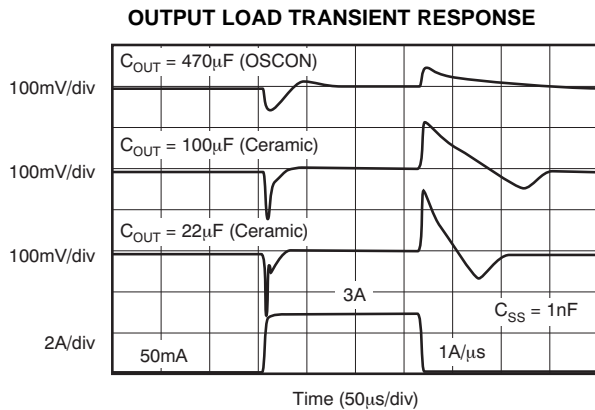 OUTPUT LOAD TRANSIENT RESPONSE
C_OUT = 470μF (OSCON)
100mV/div
C_OUT = 100μF (Ceramic)
100mV/div
C_OUT = 22μF (Ceramic)
100mV/div
3A
C_SS = 1nF
2A/div
50mA
1A/μs
Time (50μs/div)